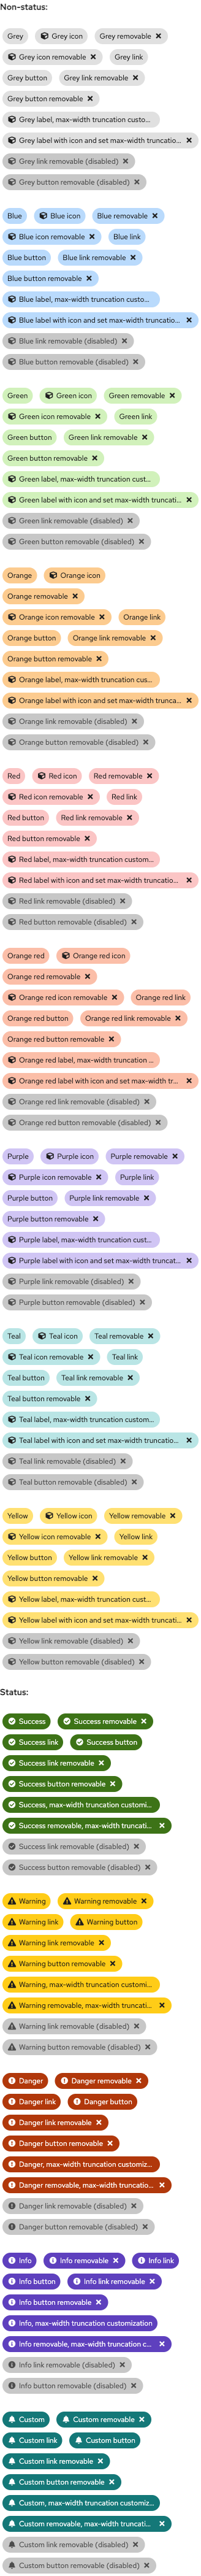 Non-status:
Grey Grey icon Grey removable
Grey icon removable Grey link
Grey button Grey link removable
Grey button removable
Grey label, max-width truncation custo...
Grey label with icon and set max-width truncatio...
Grey link removable (disabled)
Grey button removable (disabled)
Blue Blue icon Blue removable
Blue icon removable Blue link
Blue button Blue link removable
Blue button removable
Blue label, max-width truncation custo...
Blue label with icon and set max-width truncatio...
Blue link removable (disabled)
Blue button removable (disabled)
Green Green icon Green removable
Green icon removable Green link
Green button Green link removable
Green button removable
Green label, max-width truncation cust...
Green label with icon and set max-width truncati...
Green link removable (disabled)
Green button removable (disabled)
Orange Orange icon
Orange removable
Orange icon removable Orange link
Orange button Orange link removable
Orange button removable
Orange label, max-width truncation cus...
Orange label with icon and set max-width trunca...
Orange link removable (disabled)
Orange button removable (disabled)
Red Red icon Red removable
Red icon removable Red link
Red button Red link removable
Red button removable
Red label, max-width truncation custom...
Red label with icon and set max-width truncatio...
Red link removable (disabled)
Red button removable (disabled)
Orange red Orange red icon
Orange red removable
Orange red icon removable Orange red link
Orange red button Orange red link removable
Orange red button removable
Orange red label, max-width truncation ...
Orange red label with icon and set max-width tr...
Orange red link removable (disabled)
Orange red button removable (disabled)
Purple Purple icon Purple removable
Purple icon removable Purple link
Purple button Purple link removable
Purple button removable
Purple label, max-width truncation cust...
Purple label with icon and set max-width truncat...
Purple link removable (disabled)
Purple button removable (disabled)
Teal Teal icon Teal removable
Teal icon removable Teal link
Teal button Teal link removable
Teal button removable
Teal label, max-width truncation custom...
Teal label with icon and set max-width truncatio...
Teal link removable (disabled)
Teal button removable (disabled)
Yellow Yellow icon Yellow removable
Yellow icon removable Yellow link
Yellow button Yellow link removable
Yellow button removable
Yellow label, max-width truncation cust...
Yellow label with icon and set max-width truncati...
Yellow link removable (disabled)
Yellow button removable (disabled)
Status:
Success Success removable
Success link Success button
Success link removable
Success button removable
Success, max-width truncation customi...
Success removable, max-width truncati...
Success link removable (disabled)
Success button removable (disabled)
Warning Warning removable
Warning link Warning button
Warning link removable
Warning button removable
Warning, max-width truncation customi...
Warning removable, max-width truncati...
Warning link removable (disabled)
Warning button removable (disabled)
Danger Danger removable
Danger link Danger button
Danger link removable
Danger button removable
Danger, max-width truncation customiz...
Danger removable, max-width truncatio...
Danger link removable (disabled)
Danger button removable (disabled)
Info Info removable Info link
Info button Info link removable
Info button removable
Info, max-width truncation customization
Info removable, max-width truncation c...
Info link removable (disabled)
Info button removable (disabled)
Custom Custom removable
Custom link Custom button
Custom link removable
Custom button removable
Custom, max-width truncation customiz...
Custom removable, max-width truncati...
Custom link removable (disabled)
Custom button removable (disabled)